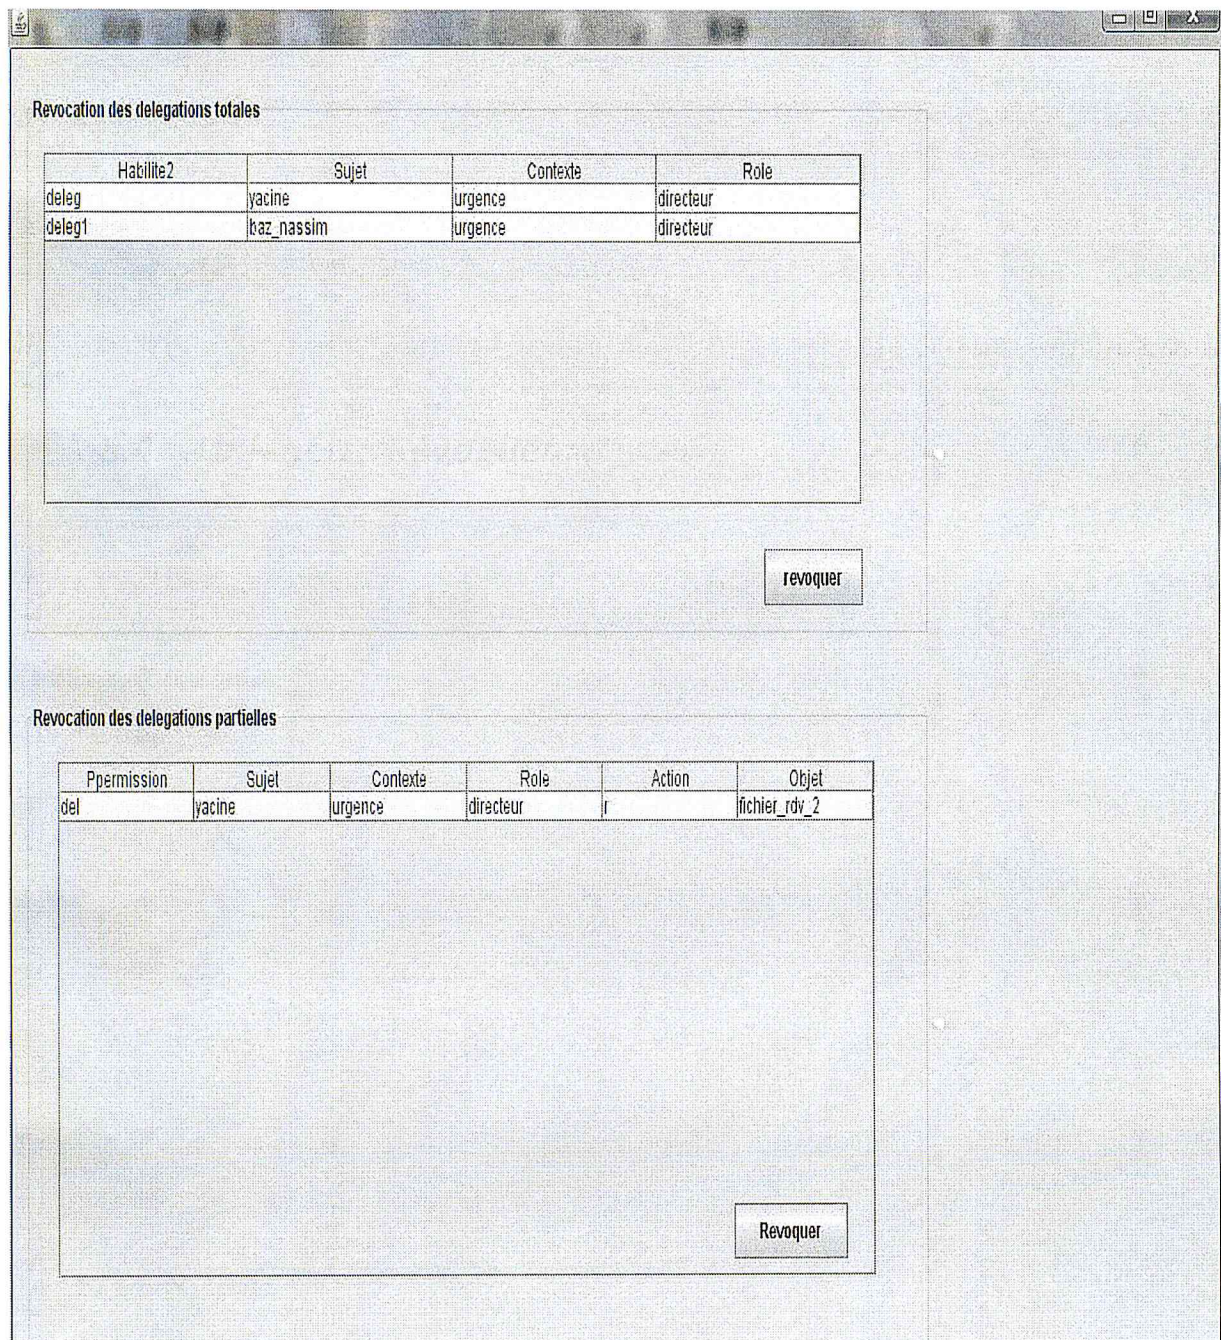 Revocation des delegations totales
Habilite2 Sujet Contexte Role
deleg yacine urgence directeur
deleg1 baz_nassim urgence directeur
revoquer
Revocation des delegations partielles
Ppermission Sujet Contexte Role Action Objet
del yacine urgence directeur r fichier_rdv_2
Revoquer